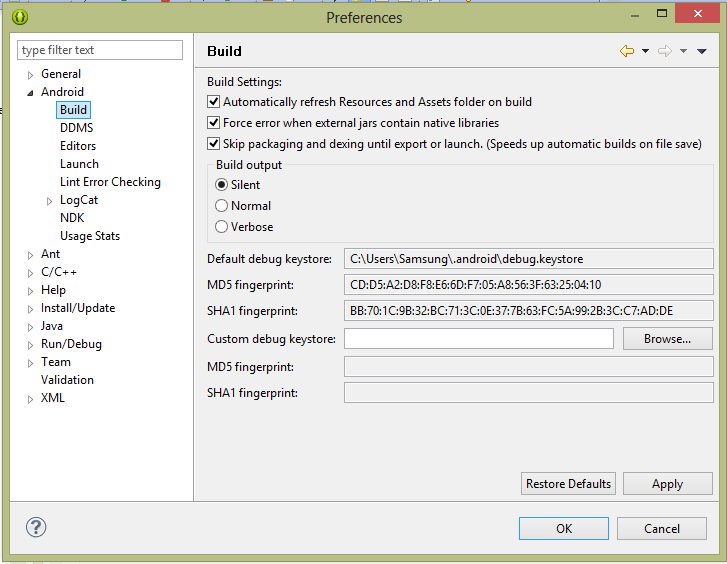 Preferences
type filter text
General
Android
Build
DDMS
Editors
Launch
Lint Error Checking
LogCat
NDK
Usage Stats
Ant
C/C++
Help
Install/Update
Java
Run/Debug
Team
Validation
XML
Build
Build Settings:
Automatically refresh Resources and Assets folder on build
Force error when external jars contain native libraries
Skip packaging and dexing until export or launch. (Speeds up automatic builds on file save)
Build output
Silent
Normal
Verbose
Default debug keystore: C:\Users\Samsung\.android\debug.keystore
MD5 fingerprint: CD:D5:A2:D8:F8:E6:6D:F7:05:A8:56:3F:63:25:04:10
SHA1 fingerprint: BB:70:1C:9B:32:BC:71:3C:0E:37:7B:63:FC:5A:99:2B:3C:C7:AD:DE
Custom debug keystore: Browse...
MD5 fingerprint:
SHA1 fingerprint:
Restore Defaults Apply
OK Cancel